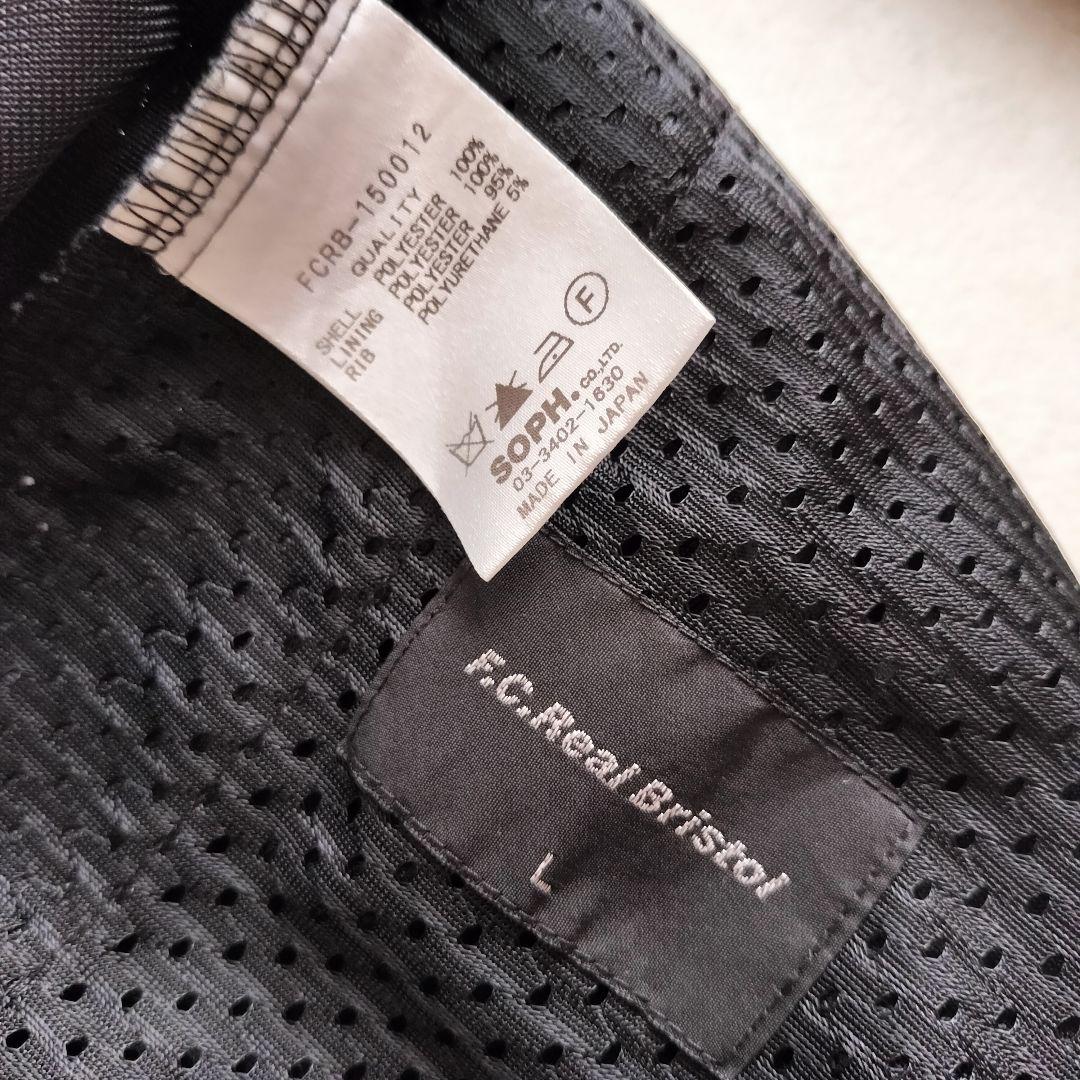 FCRB-150012
QUALITY
SHELL POLYESTER 100%
LINING POLYESTER 100%
RIB POLYESTER 95%
POLYURETHANE 5%
F
SOPH. CO.,LTD.
03-3402-1630
MADE IN JAPAN
F.C.Real Bristol
L